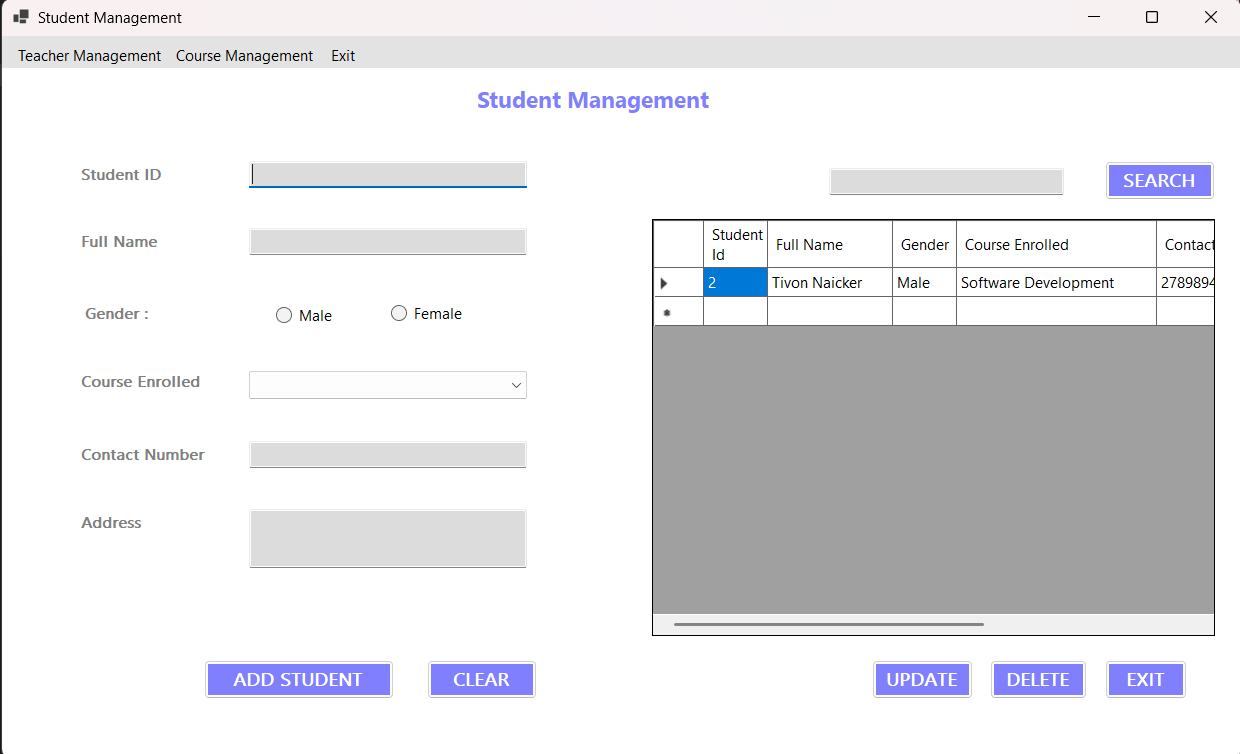 Student Management
Teacher Management Course Management Exit
Student Management
Student ID
SEARCH
Full Name
Gender :
Male
Female
Course Enrolled
Contact Number
Address
Student Id Full Name Gender Course Enrolled Contact
2 Tivon Naicker Male Software Development 2789894
ADD STUDENT
CLEAR
UPDATE
DELETE
EXIT